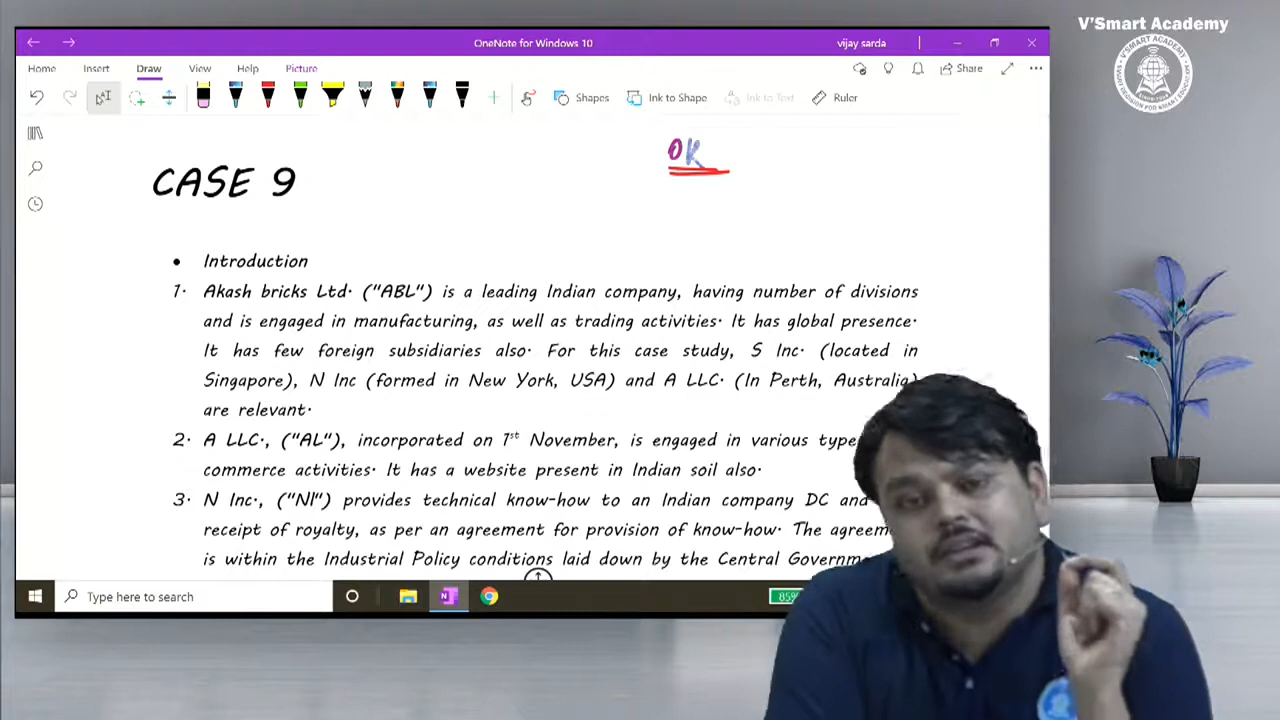 V'Smart Academy
OneNote for Windows 10
vijay sarda
Home Insert Draw View Help Picture Share
Shapes Ink to Shape Ink to Text Ruler
OK
CASE 9
• Introduction
1. Akash bricks Ltd. ("ABL") is a leading Indian company, having number of divisions
and is engaged in manufacturing, as well as trading activities. It has global presence.
It has few foreign subsidiaries also. For this case study, S Inc. (located in
Singapore), N Inc (formed in New York, USA) and A LLC. (In Perth, Australia)
are relevant.
2. A LLC., ("AL"), incorporated on 1st November, is engaged in various type
commerce activities. It has a website present in Indian soil also.
3. N Inc., ("NI") provides technical know-how to an Indian company DC and
receipt of royalty, as per an agreement for provision of know-how. The agreem
is within the Industrial Policy conditions laid down by the Central Governm
Type here to search
85%